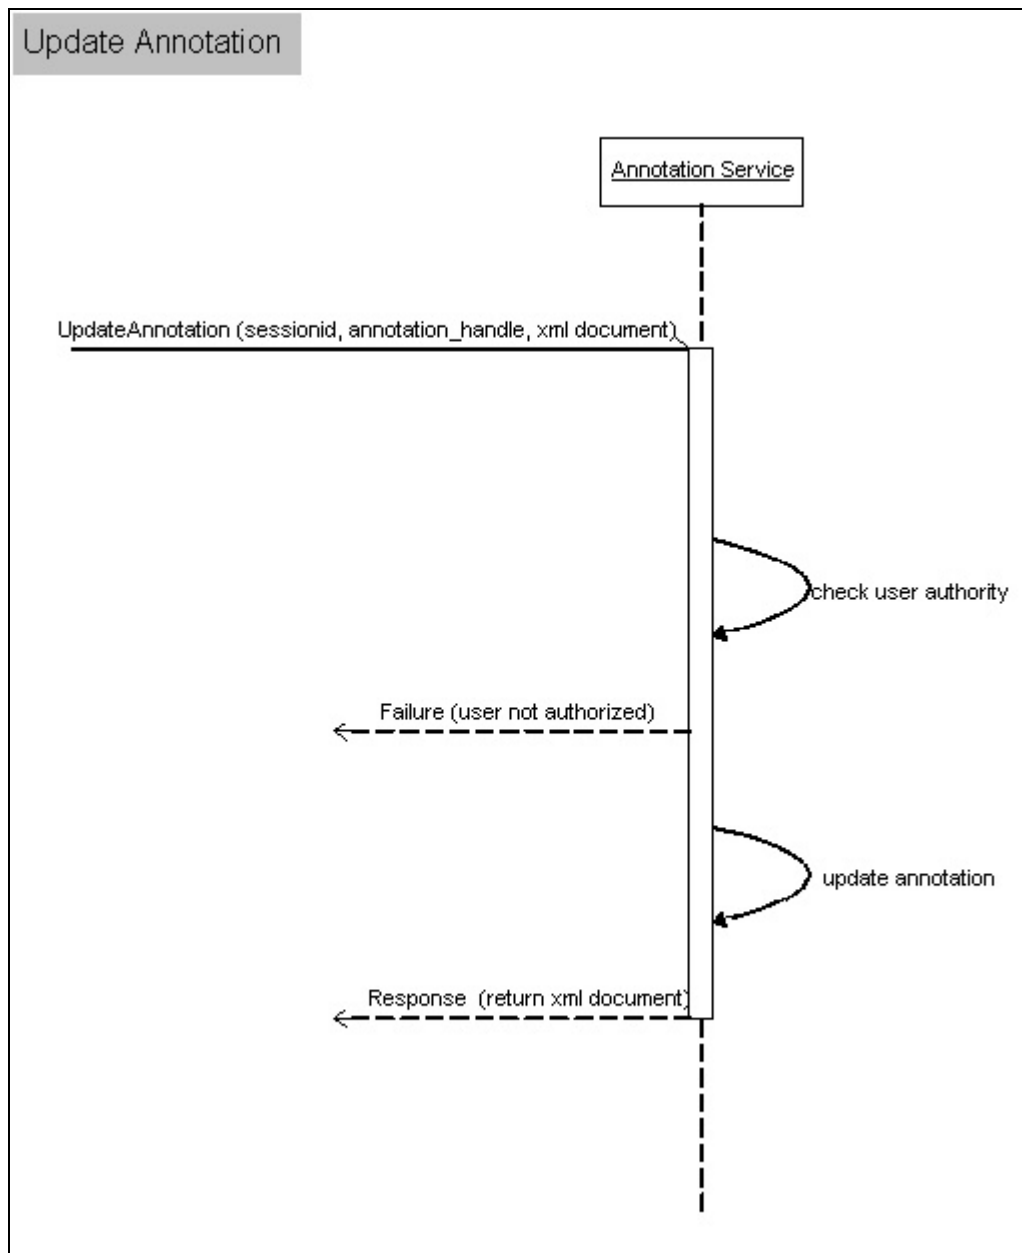 Update Annotation
Annotation Service
UpdateAnnotation (sessionid, annotation_handle, xml document)
check user authority
Failure (user not authorized)
update annotation
Response (return xml document)